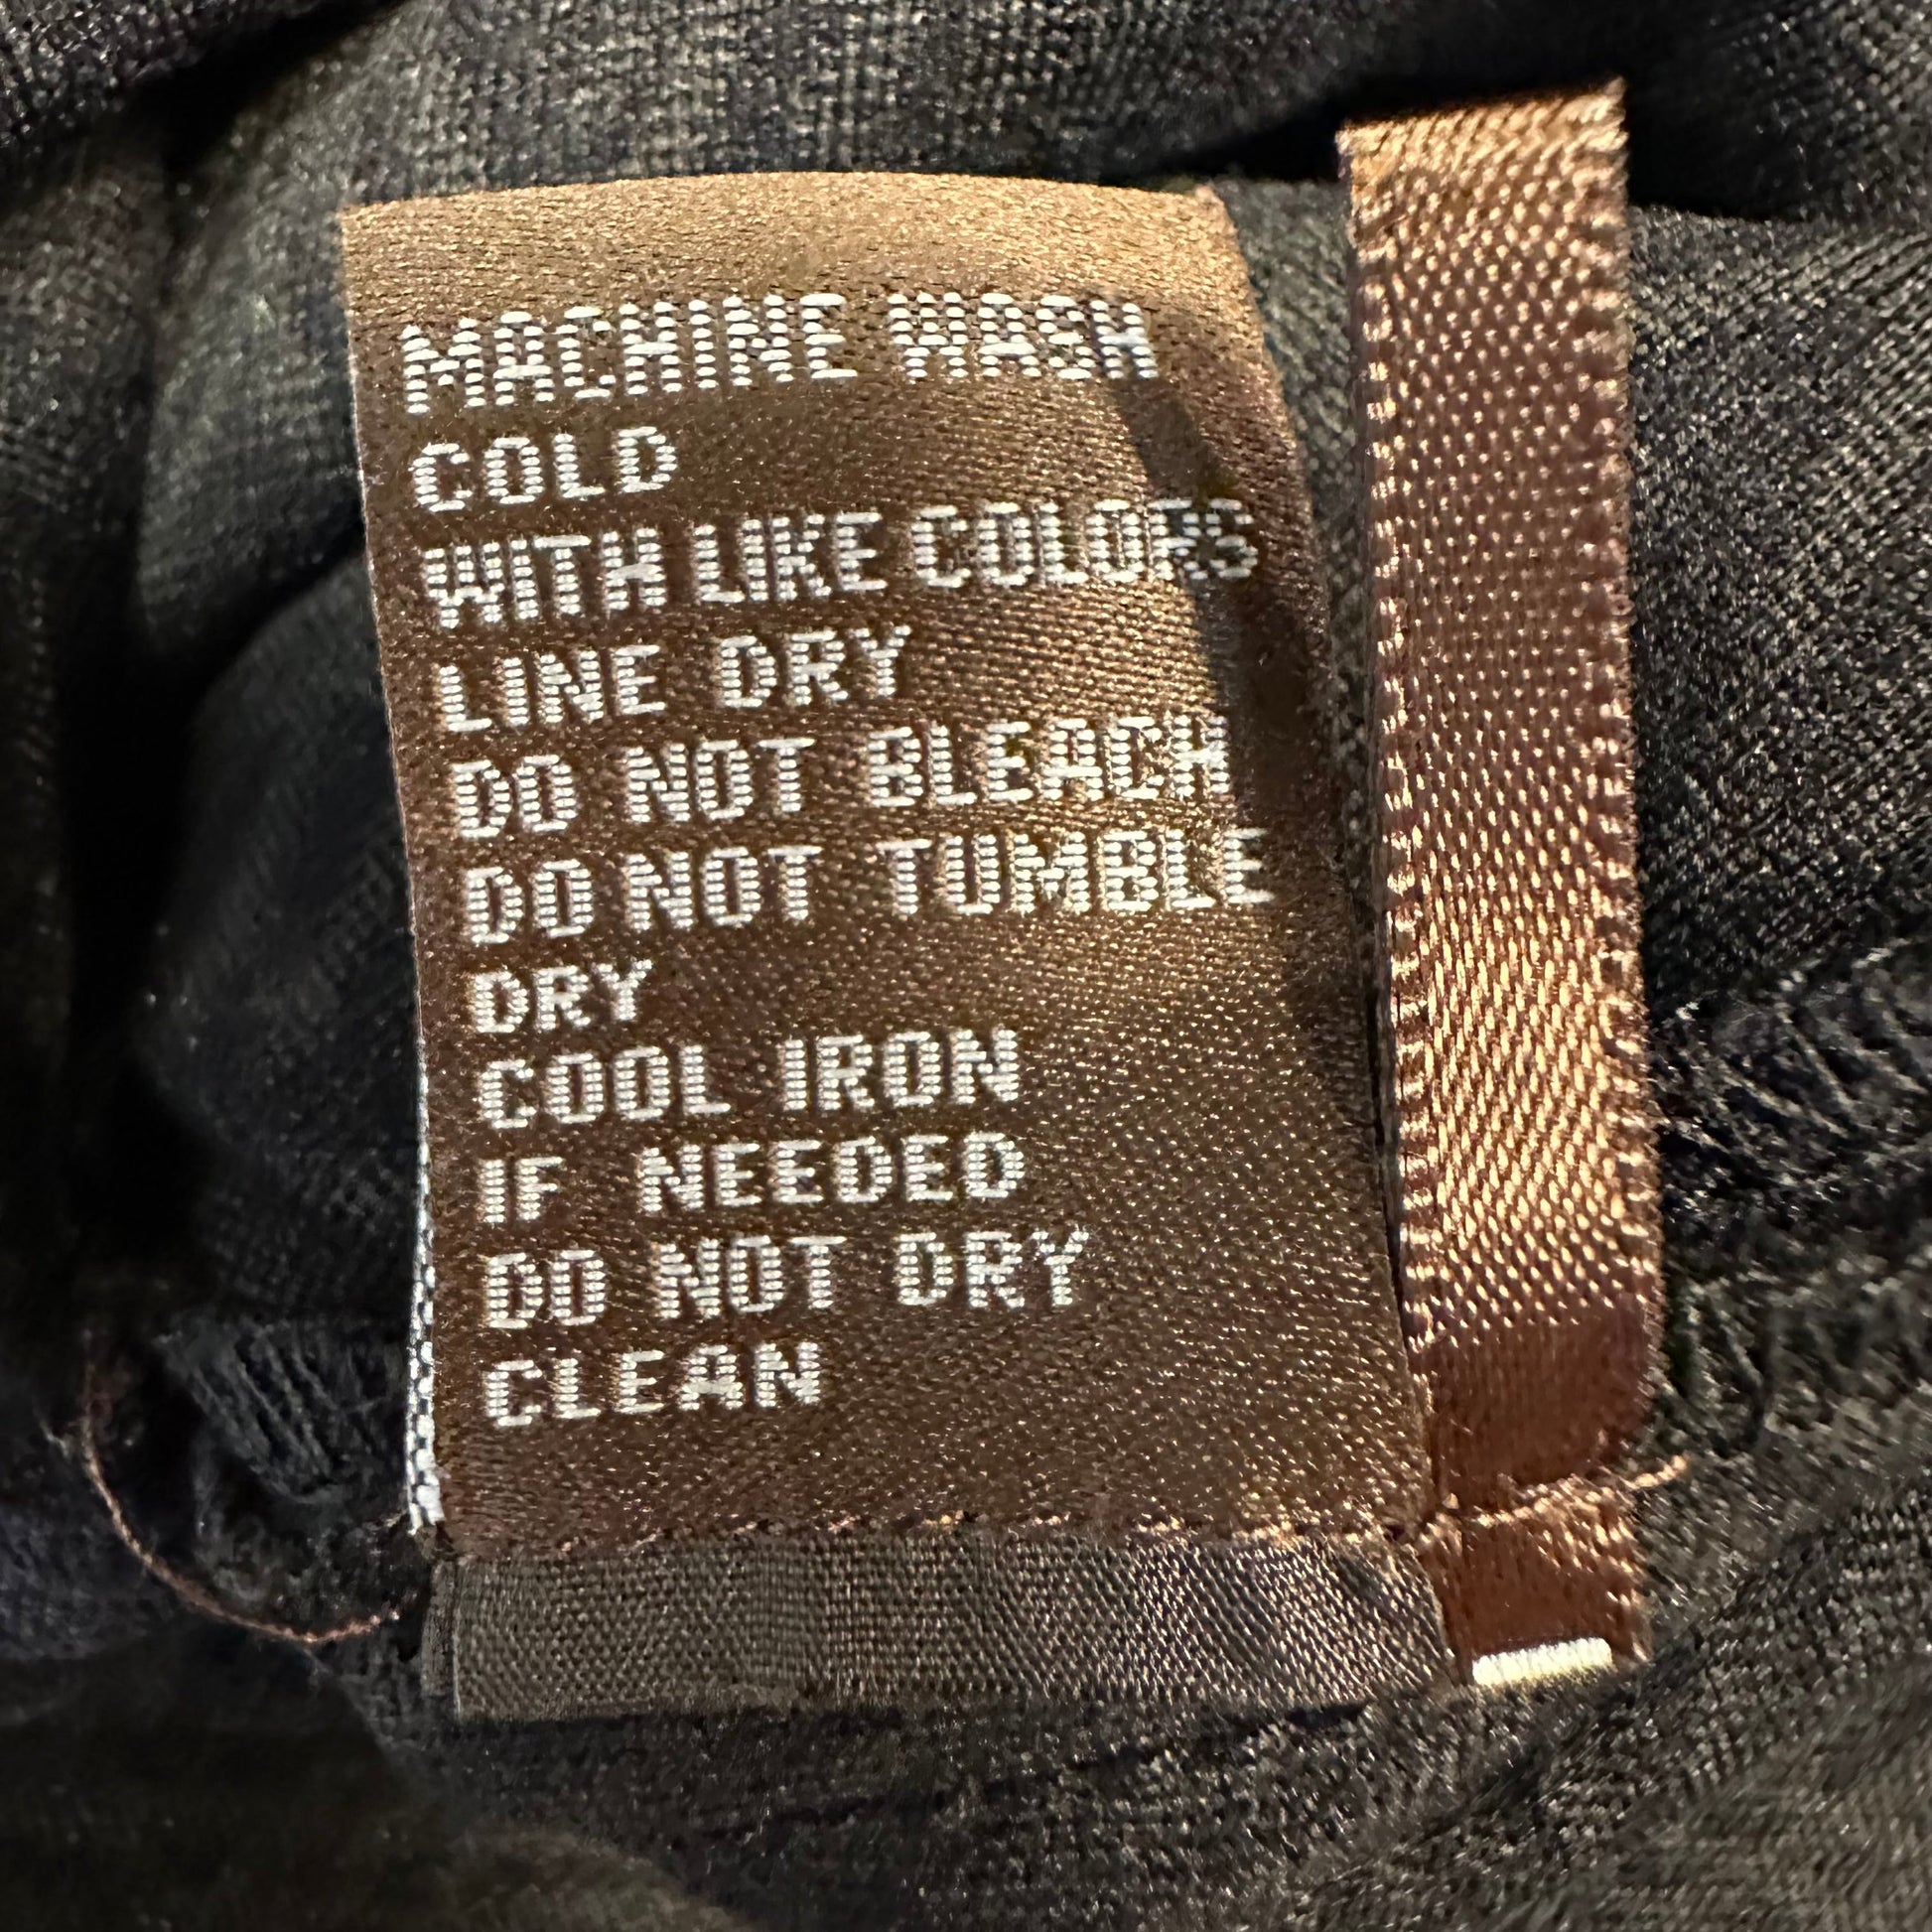 MACHINE WASH
COLD
WITH LIKE COLORS
LINE DRY
DO NOT BLEACH
DO NOT TUMBLE
DRY
COOL IRON
IF NEEDED
DO NOT DRY
CLEAN